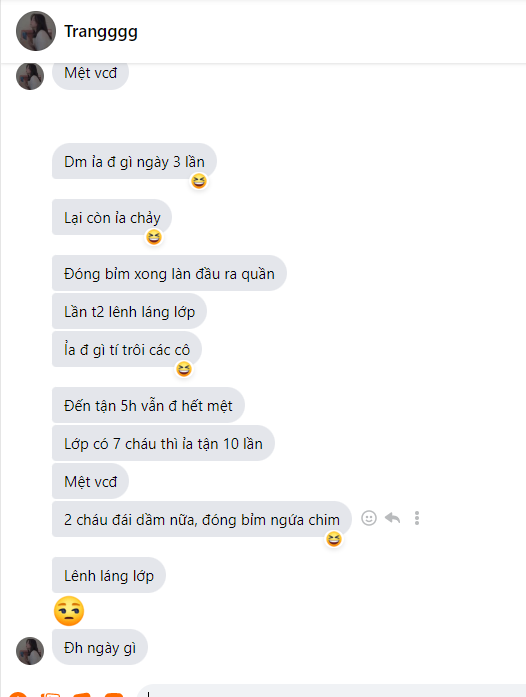 Trangggg
Mệt vcđ
Dm ỉa đ gì ngày 3 lần
Lại còn ỉa chảy
Đóng bỉm xong làn đầu ra quần
Lần t2 lênh láng lớp
Ỉa đ gì tí trôi các cô
Đến tận 5h vẫn đ hết mệt
Lớp có 7 cháu thì ỉa tận 10 lần
Mệt vcđ
2 cháu đái dầm nữa, đóng bỉm ngứa chim
Lênh láng lớp
Đh ngày gì